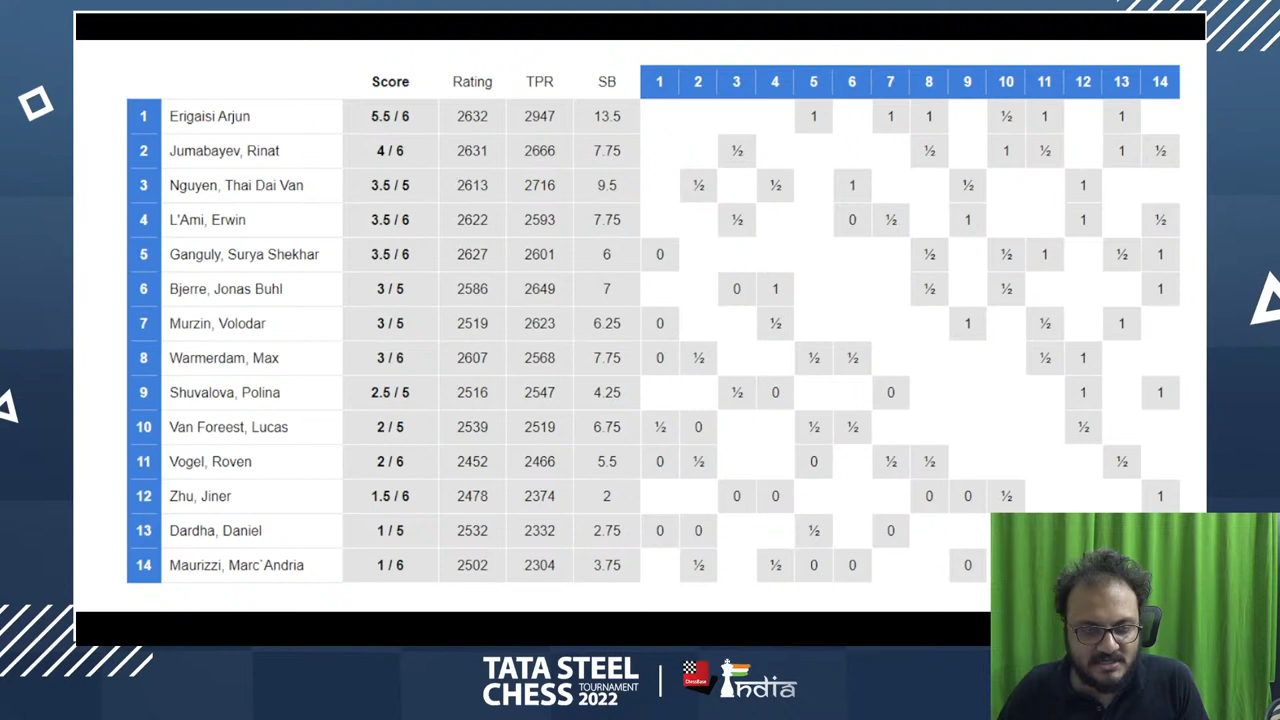 Score Rating TPR SB 1 2 3 4 5 6 7 8 9 10 11 12 13 14
1 Erigaisi Arjun 5.5 / 6 2632 2947 13.5 1 1 1 ½ 1 1
2 Jumabayev, Rinat 4 / 6 2631 2666 7.75 ½ ½ 1 ½ 1 ½
3 Nguyen, Thai Dai Van 3.5 / 5 2613 2716 9.5 ½ ½ 1 ½ 1
4 L'Ami, Erwin 3.5 / 6 2622 2593 7.75 ½ 0 ½ 1 1 ½
5 Ganguly, Surya Shekhar 3.5 / 6 2627 2601 6 0 ½ ½ 1 ½ 1
6 Bjerre, Jonas Buhl 3 / 5 2586 2649 7 0 1 ½ ½ 1
7 Murzin, Volodar 3 / 5 2519 2623 6.25 0 ½ 1 ½ 1
8 Warmerdam, Max 3 / 6 2607 2568 7.75 0 ½ ½ ½ ½ 1
9 Shuvalova, Polina 2.5 / 5 2516 2547 4.25 ½ 0 0 1 1
10 Van Foreest, Lucas 2 / 5 2539 2519 6.75 ½ 0 ½ ½ ½
11 Vogel, Roven 2 / 6 2452 2466 5.5 0 ½ 0 ½ ½ ½
12 Zhu, Jiner 1.5 / 6 2478 2374 2 0 0 0 0 ½ 1
13 Dardha, Daniel 1 / 5 2532 2332 2.75 0 0 ½ 0
14 Maurizzi, Marc`Andria 1 / 6 2502 2304 3.75 ½ ½ 0 0 0
TATA STEEL
CHESS TOURNAMENT 2022
ChessBase
India